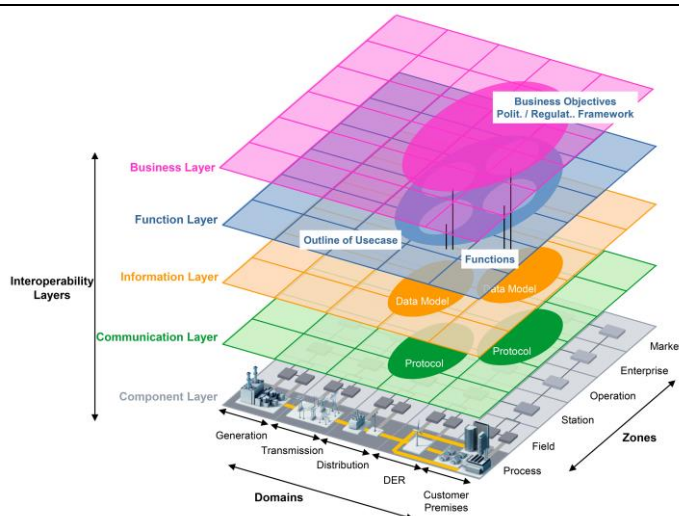 Business Objectives
Polit. / Regulat.. Framework
Business Layer
Function Layer
Outline of Usecase
Functions
Interoperability
Layers
Information Layer
Data Model
Data Model
Communication Layer
Protocol
Protocol
Component Layer
Market
Enterprise
Operation
Station
Field
Process
Zones
Generation
Transmission
Distribution
DER
Customer
Premises
Domains